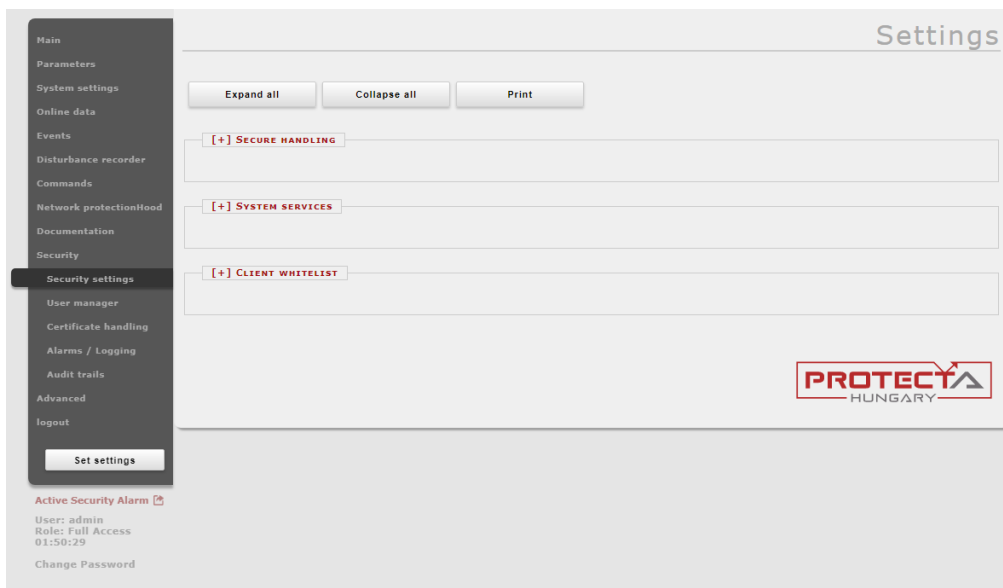 Settings
Main
Parameters
System settings
Online data
Events
Disturbance recorder
Commands
Network protectionHood
Documentation
Security
Security settings
User manager
Certificate handling
Alarms / Logging
Audit trails
Advanced
logout
Set settings
Active Security Alarm
User: admin
Role: Full Access
01:50:29
Change Password
Expand all
Collapse all
Print
[+] SECURE HANDLING
[+] SYSTEM SERVICES
[+] CLIENT WHITELIST
PROTECTA
HUNGARY